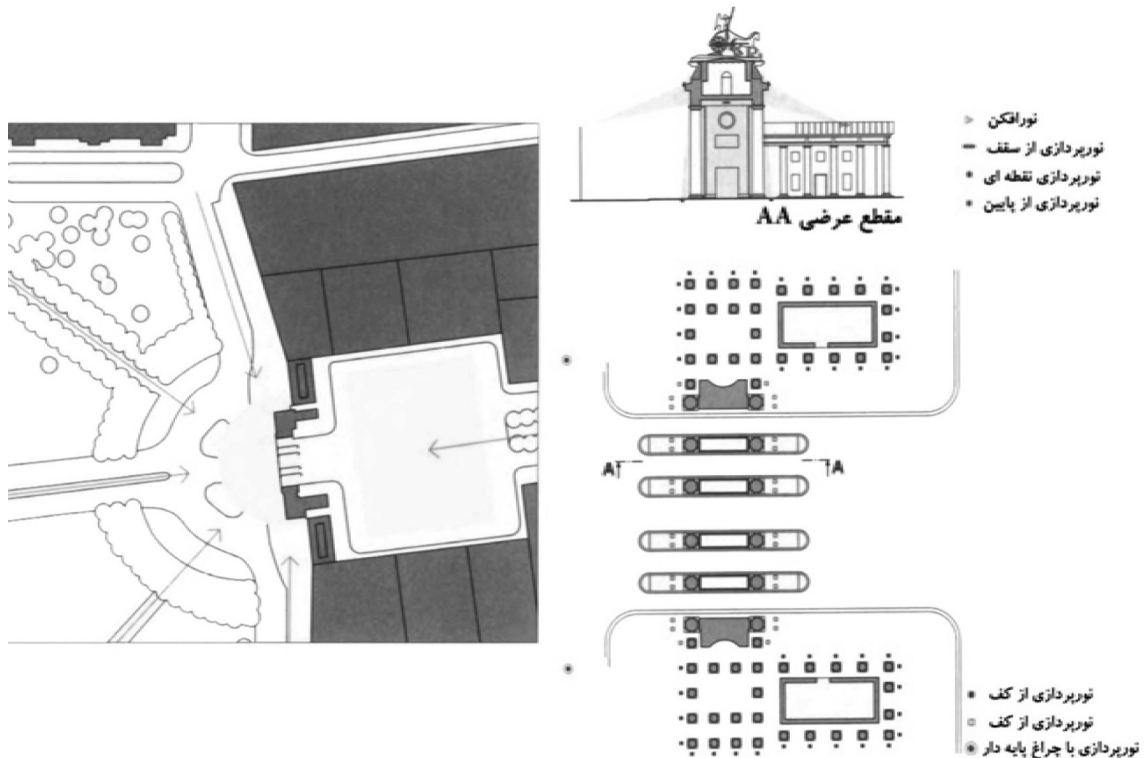 نورافکن
نورپردازی از سقف
نورپردازی نقطه ای
نورپردازی از پایین
مقطع عرضی AA
A A
نورپردازی از کف
نورپردازی از کف
نورپردازی با چراغ پایه دار